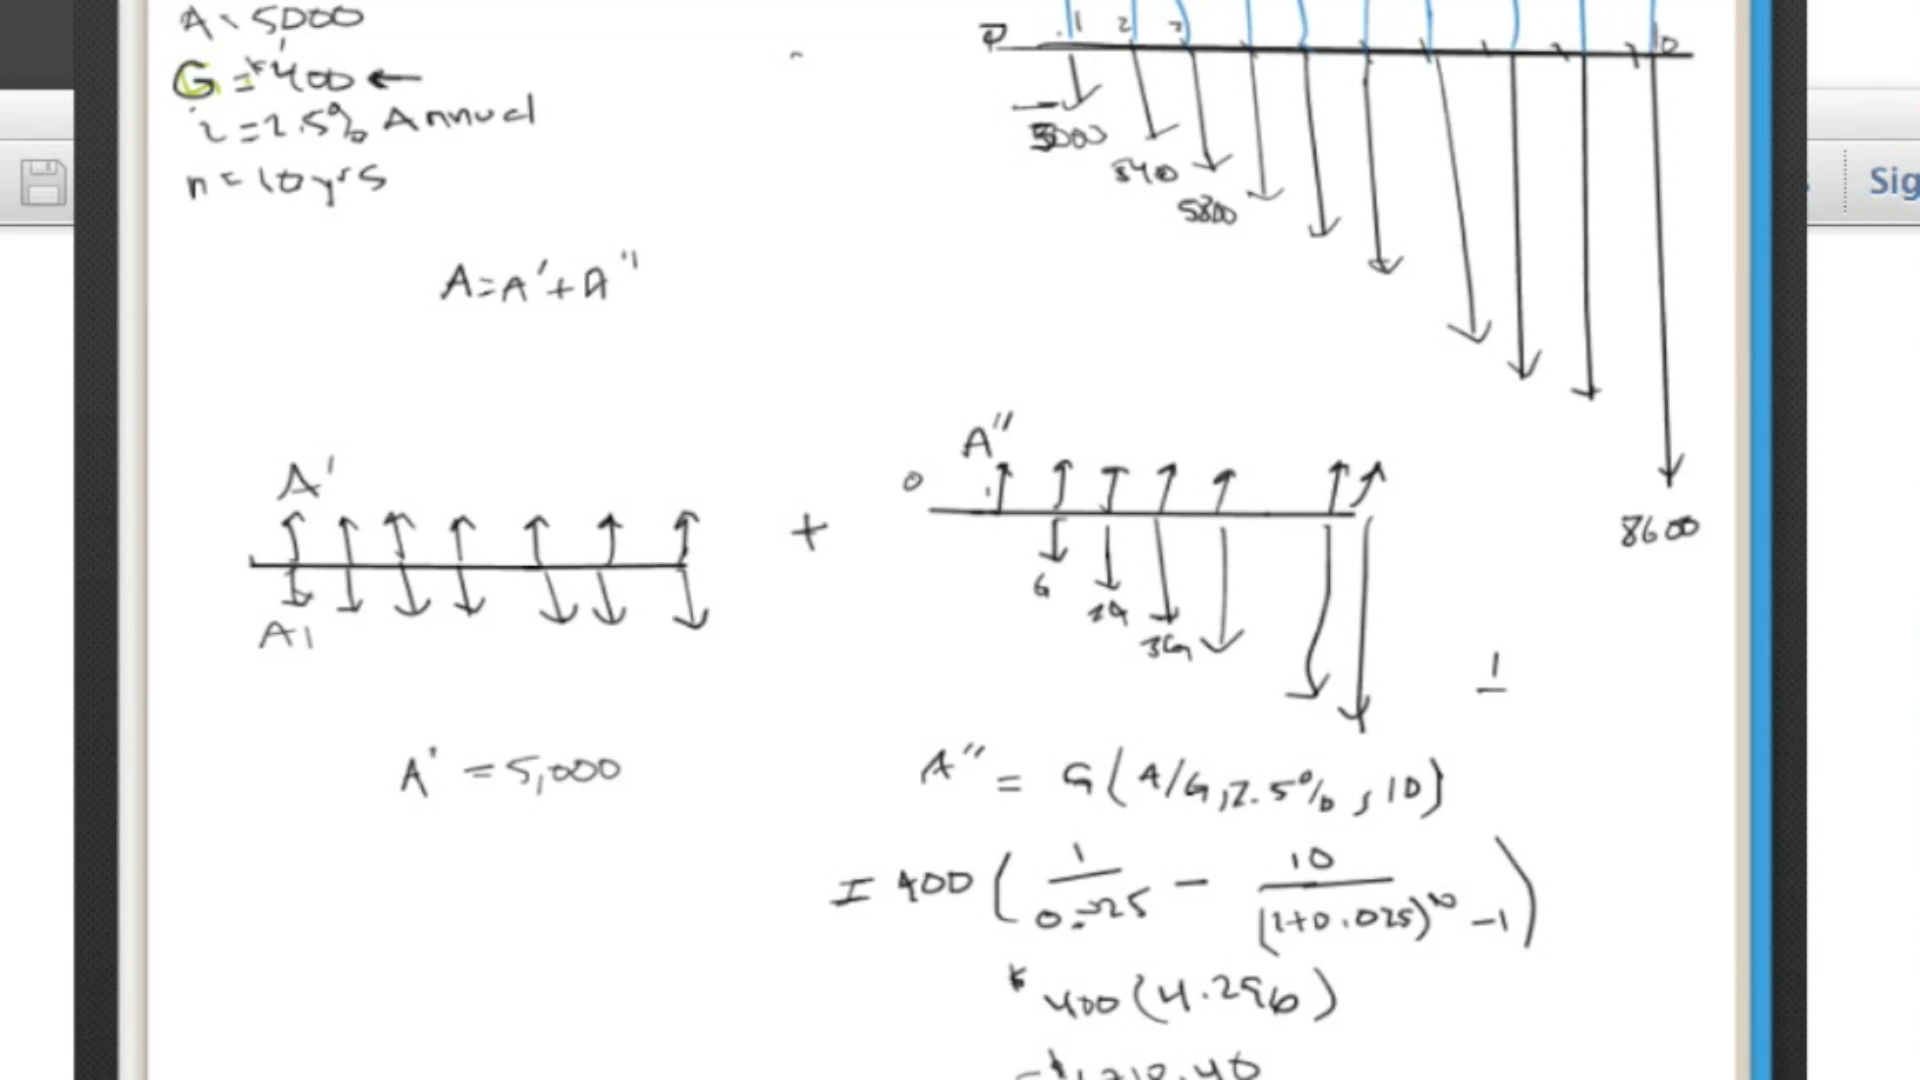 A = 5000
G = $400 ←
i = 2.5% Annual
n = 10 yrs
0 1 2 3 10
5000
5400
5800
8600
A = A' + A''
A'
A1
+
A''
0 1
G
2G
3G
1
A' = 5,000
A'' = G(A/G, 2.5%, 10)
= 400 ( 1/0.025 - 10/(1+0.025)^10 - 1 )
400(4.296)
Sig